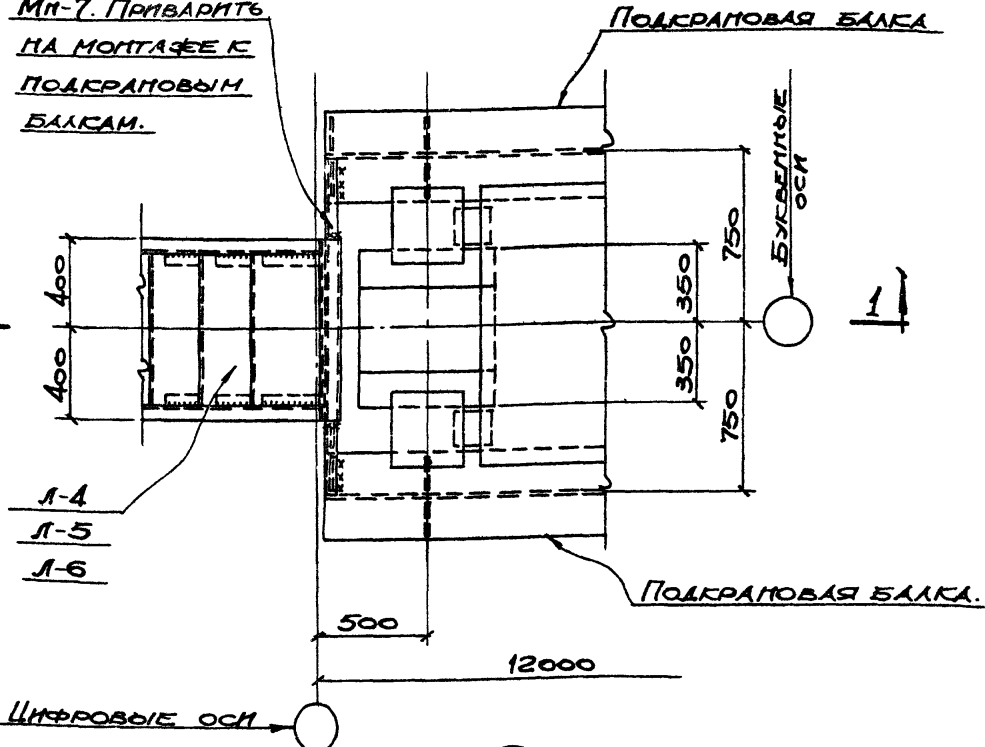 Мн-7. Приварить
на монтаже к
подкрановым
балкам.
Подкрановая балка
Буквенные
оси
400
400
750
350
350
750
1
Л-4
Л-5
Л-6
Подкрановая балка.
500
12000
Цифровые оси